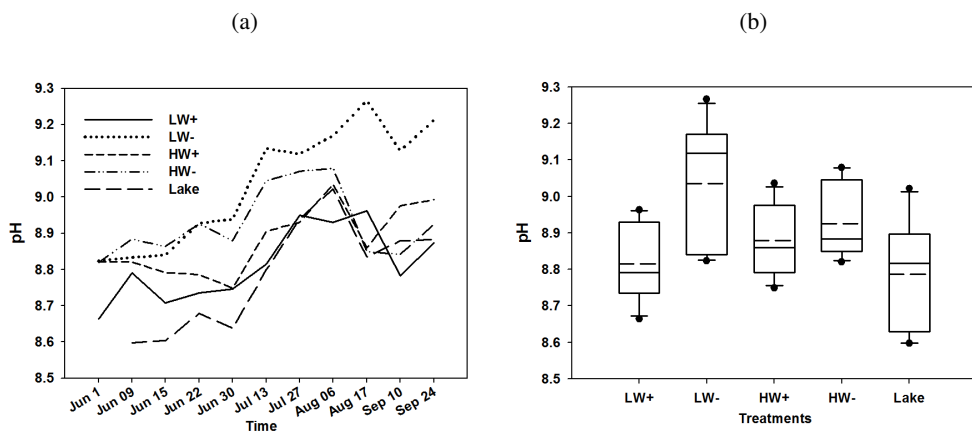 (a)
pH
9.3
9.2
9.1
9.0
8.9
8.8
8.7
8.6
8.5
LW+
LW-
HW+
HW-
Lake
Jun 1
Jun 09
Jun 15
Jun 22
Jun 30
Jul 13
Jul 27
Aug 06
Aug 17
Sep 10
Sep 24
Time
(b)
pH
9.3
9.2
9.1
9.0
8.9
8.8
8.7
8.6
8.5
LW+
LW-
HW+
HW-
Lake
Treatments